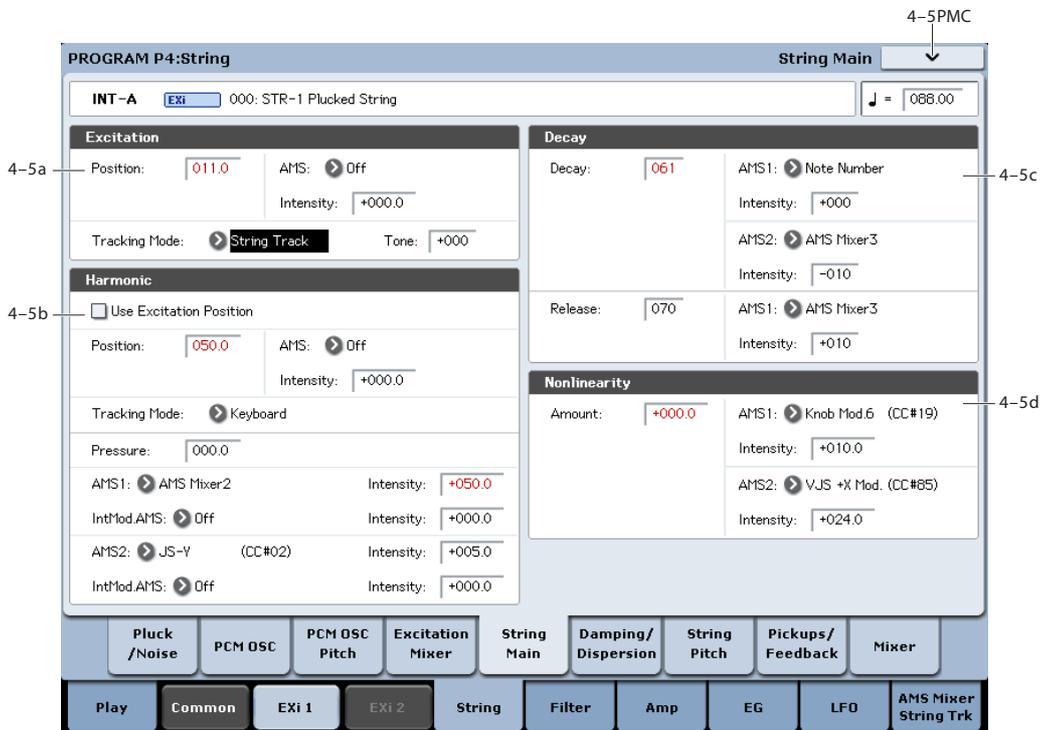 4–5PMC
PROGRAM P4:String
String Main
INT-A EXi 000: STR-1 Plucked String
♩ = 088.00
Excitation
4–5a
Position: 011.0 AMS: Off
Intensity: +000.0
Tracking Mode: String Track Tone: +000
Harmonic
4–5b
Use Excitation Position
Position: 050.0 AMS: Off
Intensity: +000.0
Tracking Mode: Keyboard
Pressure: 000.0
AMS1: AMS Mixer2 Intensity: +050.0
IntMod.AMS: Off Intensity: +000.0
AMS2: JS-Y (CC#02) Intensity: +005.0
IntMod.AMS: Off Intensity: +000.0
Decay
4–5c
Decay: 061 AMS1: Note Number
Intensity: +000
AMS2: AMS Mixer3
Intensity: -010
Release: 070 AMS1: AMS Mixer3
Intensity: +010
Nonlinearity
4–5d
Amount: +000.0 AMS1: Knob Mod.6 (CC#19)
Intensity: +010.0
AMS2: VJS +X Mod. (CC#85)
Intensity: +024.0
Pluck
/Noise
PCM OSC
PCM OSC
Pitch
Excitation
Mixer
String
Main
Damping/
Dispersion
String
Pitch
Pickups/
Feedback
Mixer
Play
Common
EXi 1
EXi 2
String
Filter
Amp
EG
LFO
AMS Mixer
String Trk